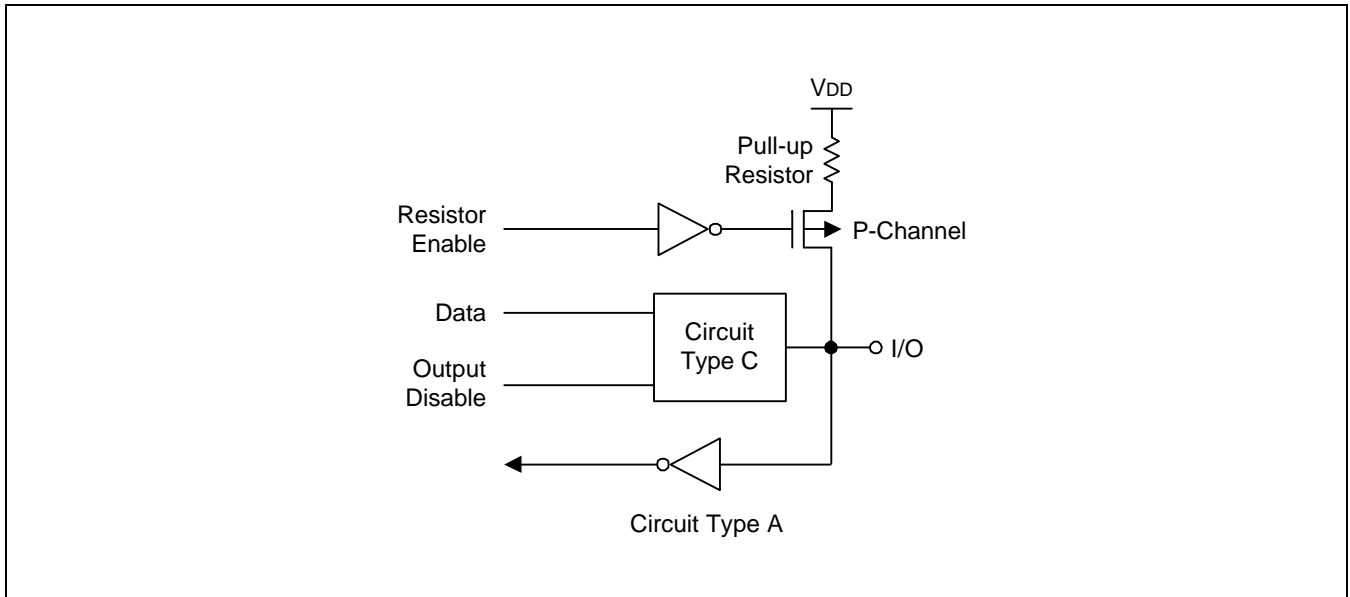 VDD
Pull-up
Resistor
Resistor
Enable
P-Channel
Data
Circuit
Type C
I/O
Output
Disable
Circuit Type A